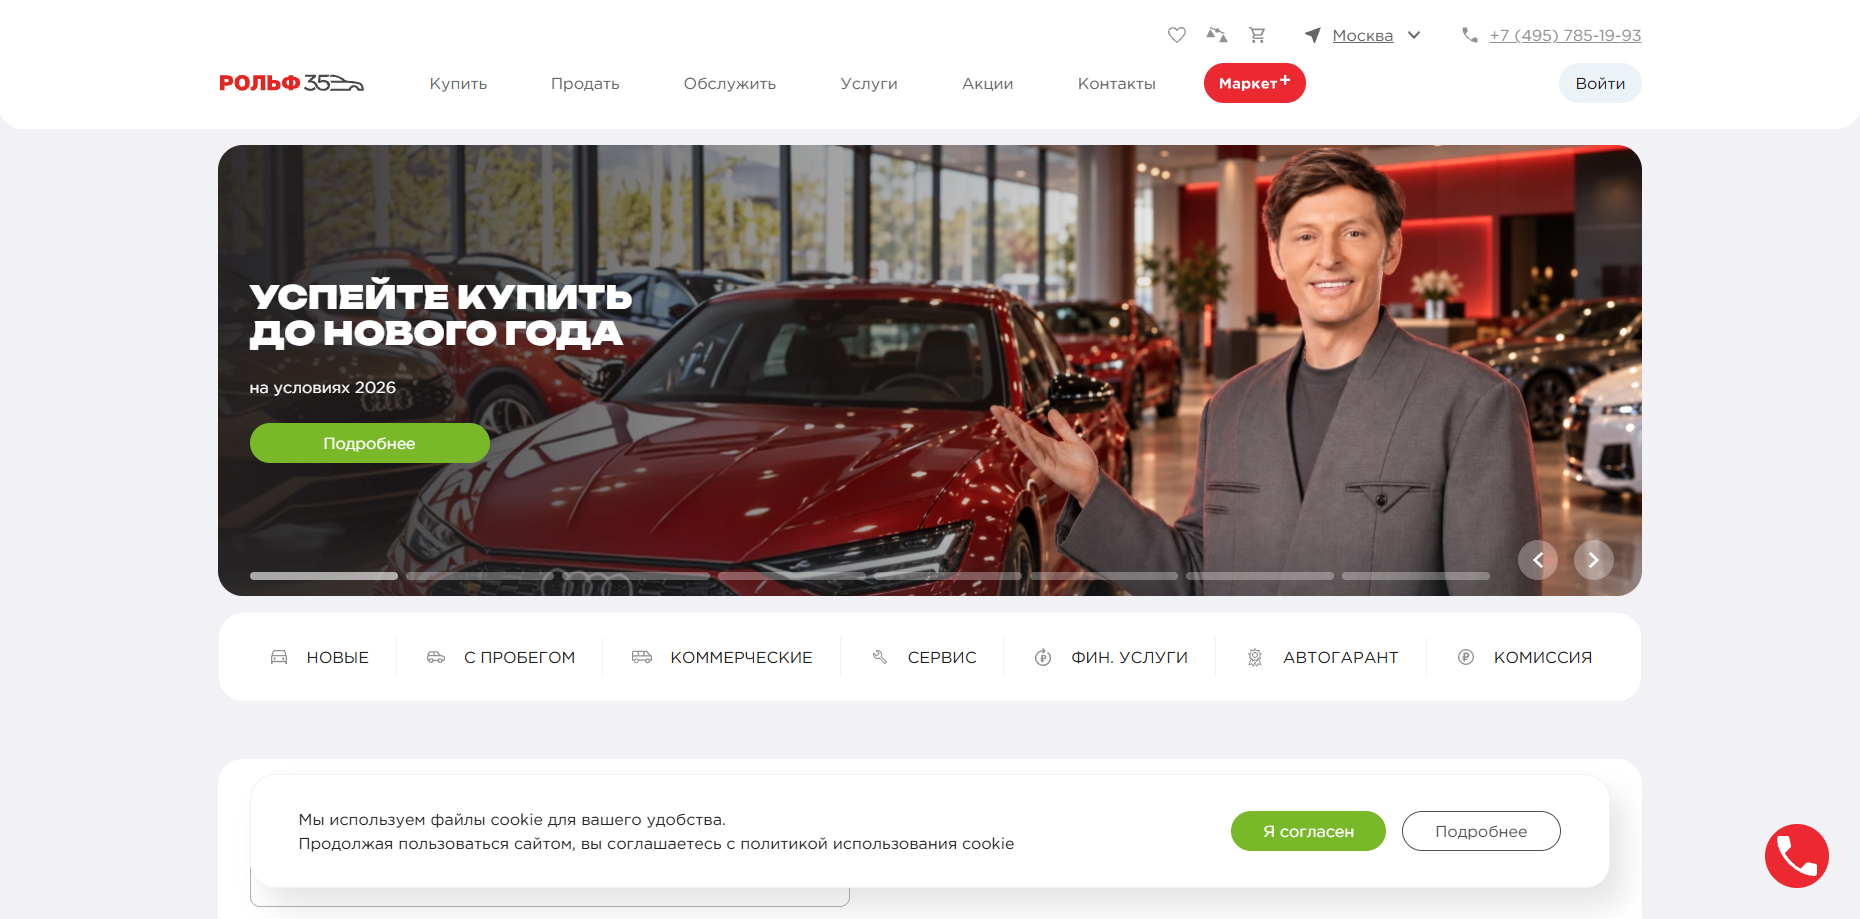 Москва
+7 (495) 785-19-93
РОЛЬФ 35
Купить
Продать
Обслужить
Услуги
Акции
Контакты
Маркет+
Войти
УСПЕЙТЕ КУПИТЬ
ДО НОВОГО ГОДА
на условиях 2026
Подробнее
НОВЫЕ
С ПРОБЕГОМ
КОММЕРЧЕСКИЕ
СЕРВИС
ФИН. УСЛУГИ
АВТОГАРАНТ
КОМИССИЯ
Мы используем файлы cookie для вашего удобства.
Продолжая пользоваться сайтом, вы соглашаетесь с политикой использования cookie
Я согласен
Подробнее